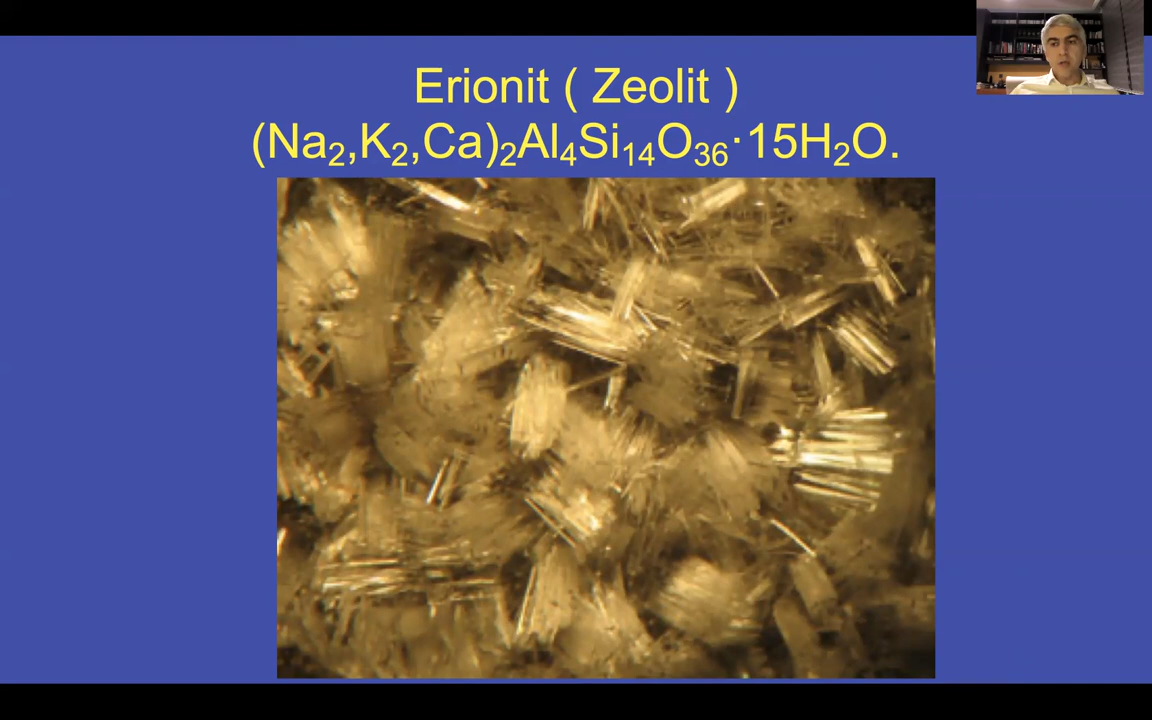 Erionit ( Zeolit )
(Na₂,K₂,Ca)₂Al₄Si₁₄O₃₆·15H₂O.